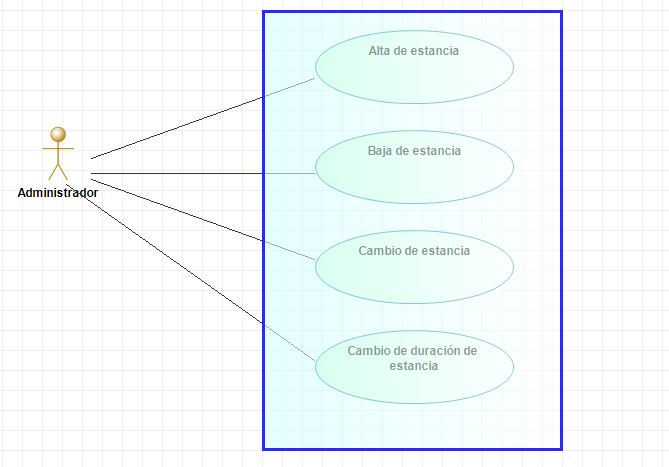 Alta de estancia
Baja de estancia
Administrador
Cambio de estancia
Cambio de duración de
estancia